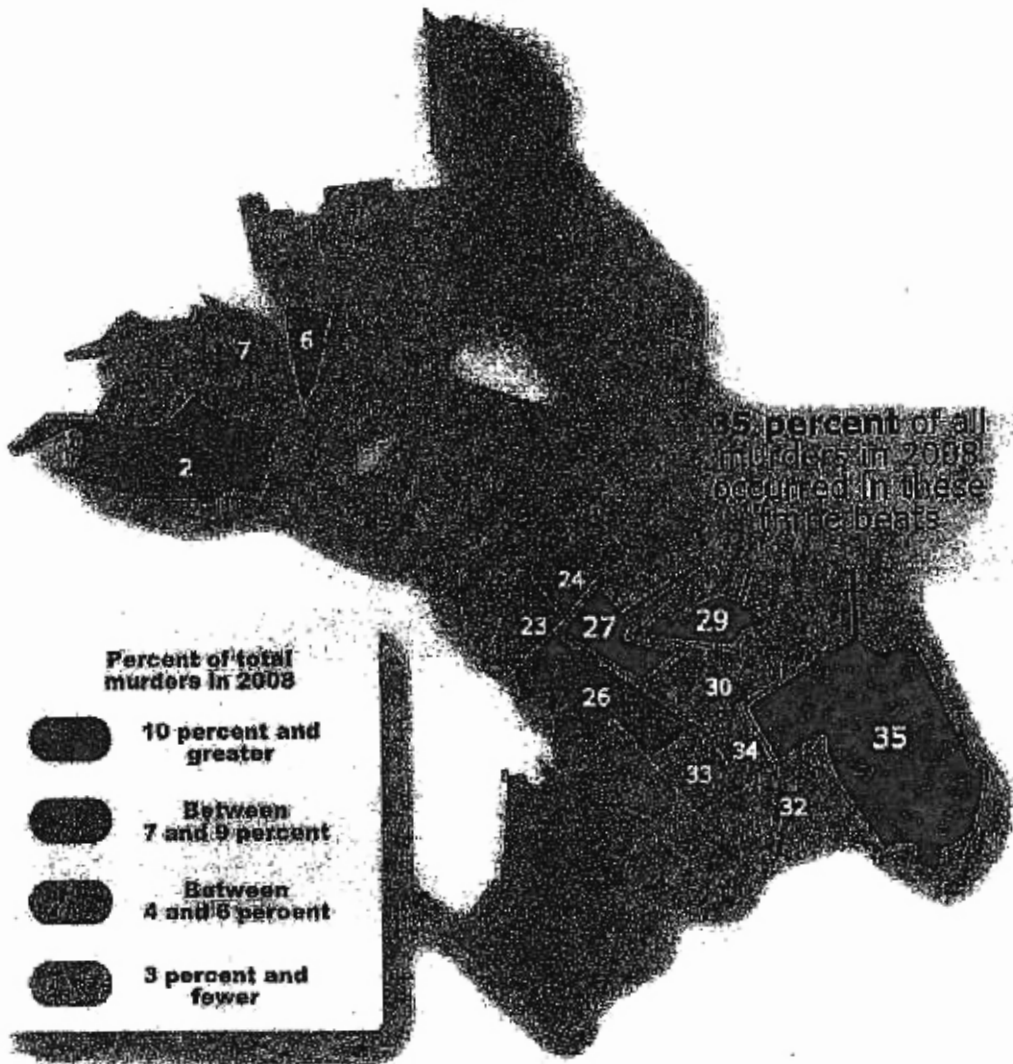 7
6
2
35 percent of all
murders in 2008
occurred in these
three beats
24
23
27
29
26
30
35
34
33
32
Percent of total
murders in 2008
10 percent and
greater
Between
7 and 9 percent
Between
4 and 6 percent
3 percent and
fewer